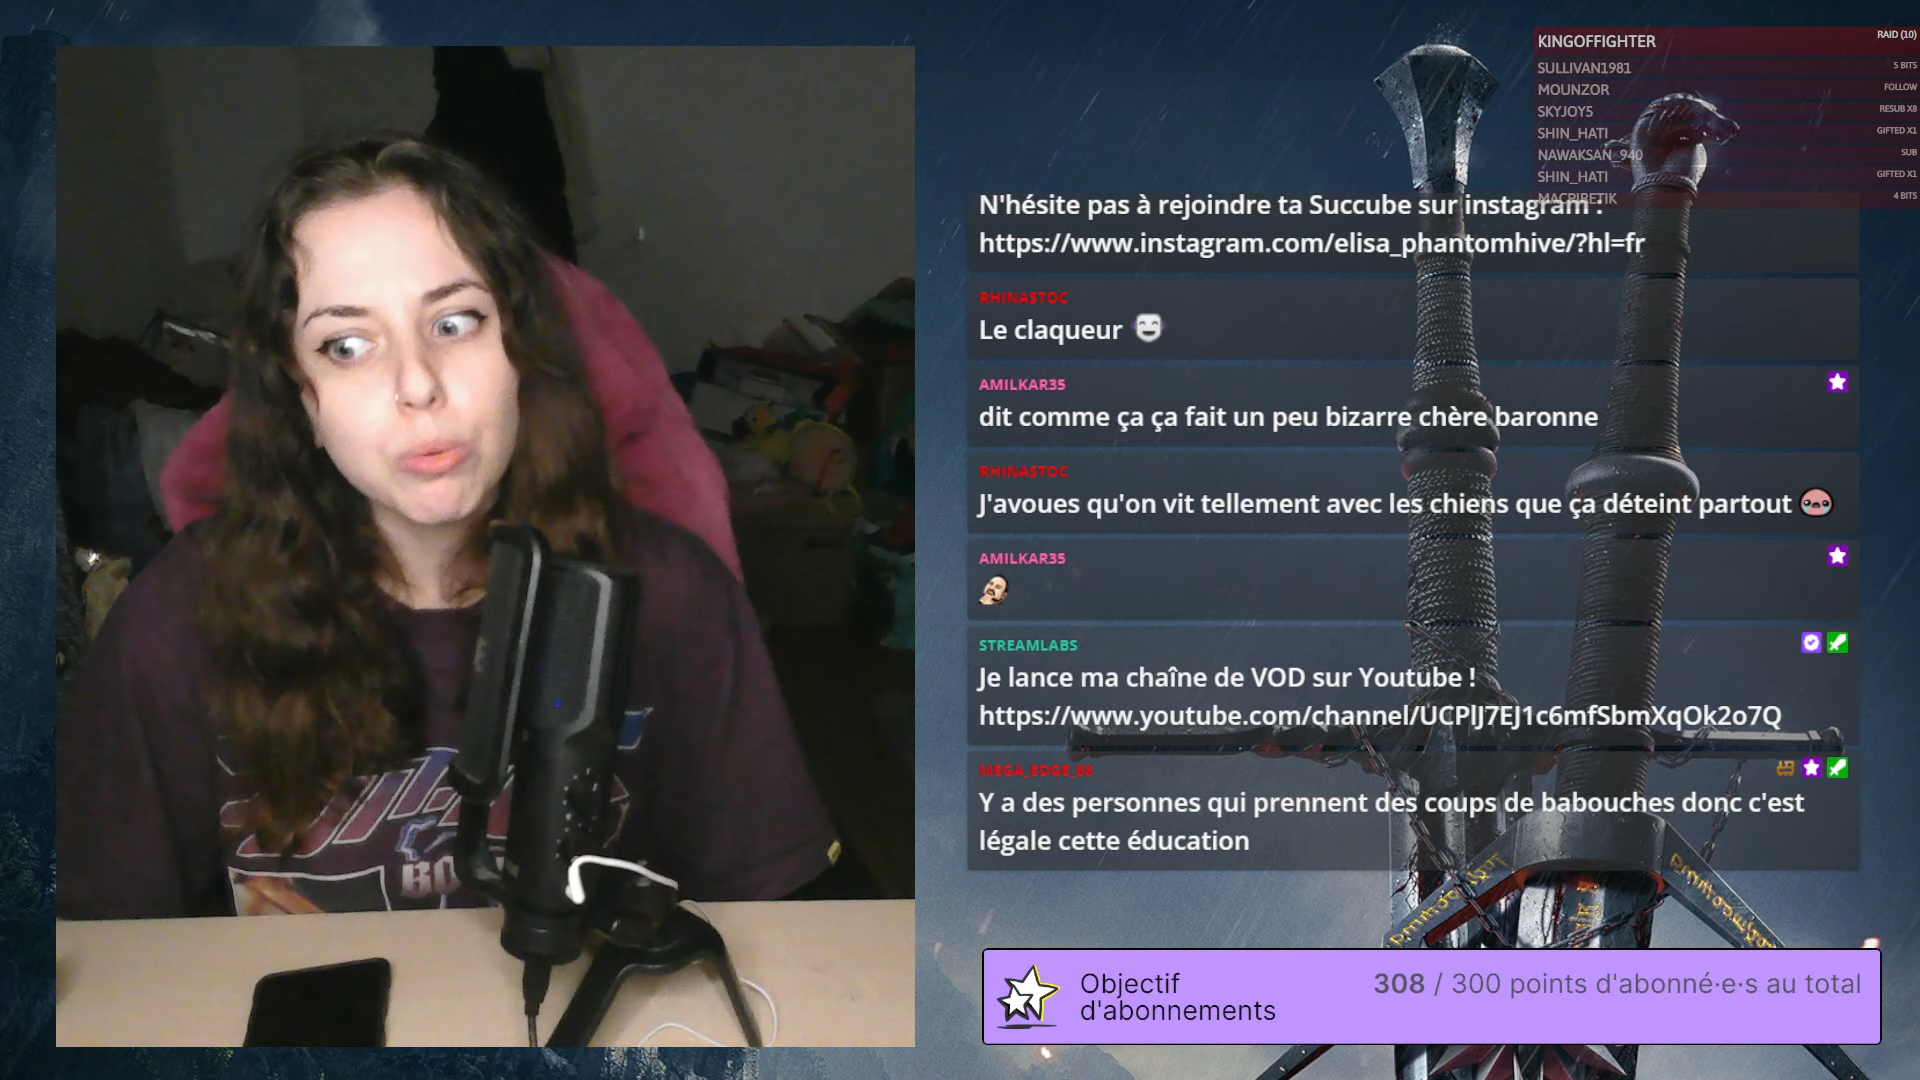 KINGOFFIGHTER RAID (10)
SULLIVAN1981 5 BITS
MOUNZOR FOLLOW
SKYJOY5 RESUB X8
SHIN_HATI GIFTED X1
NAWAKSAN_940 SUB
SHIN_HATI GIFTED X1
MACPIRETIK 4 BITS
N'hésite pas à rejoindre ta Succube sur instagram :
https://www.instagram.com/elisa_phantomhive/?hl=fr
RHINASTOC
Le claqueur
AMILKAR35
dit comme ça ça fait un peu bizarre chère baronne
RHINASTOC
J'avoues qu'on vit tellement avec les chiens que ça déteint partout
AMILKAR35
STREAMLABS
Je lance ma chaîne de VOD sur Youtube !
https://www.youtube.com/channel/UCPlJ7EJ1c6mfSbmXqOk2o7Q
MEGA_EDGE_88
Y a des personnes qui prennent des coups de babouches donc c'est
légale cette éducation
BO
Objectif
d'abonnements
308 / 300 points d'abonné·e·s au total